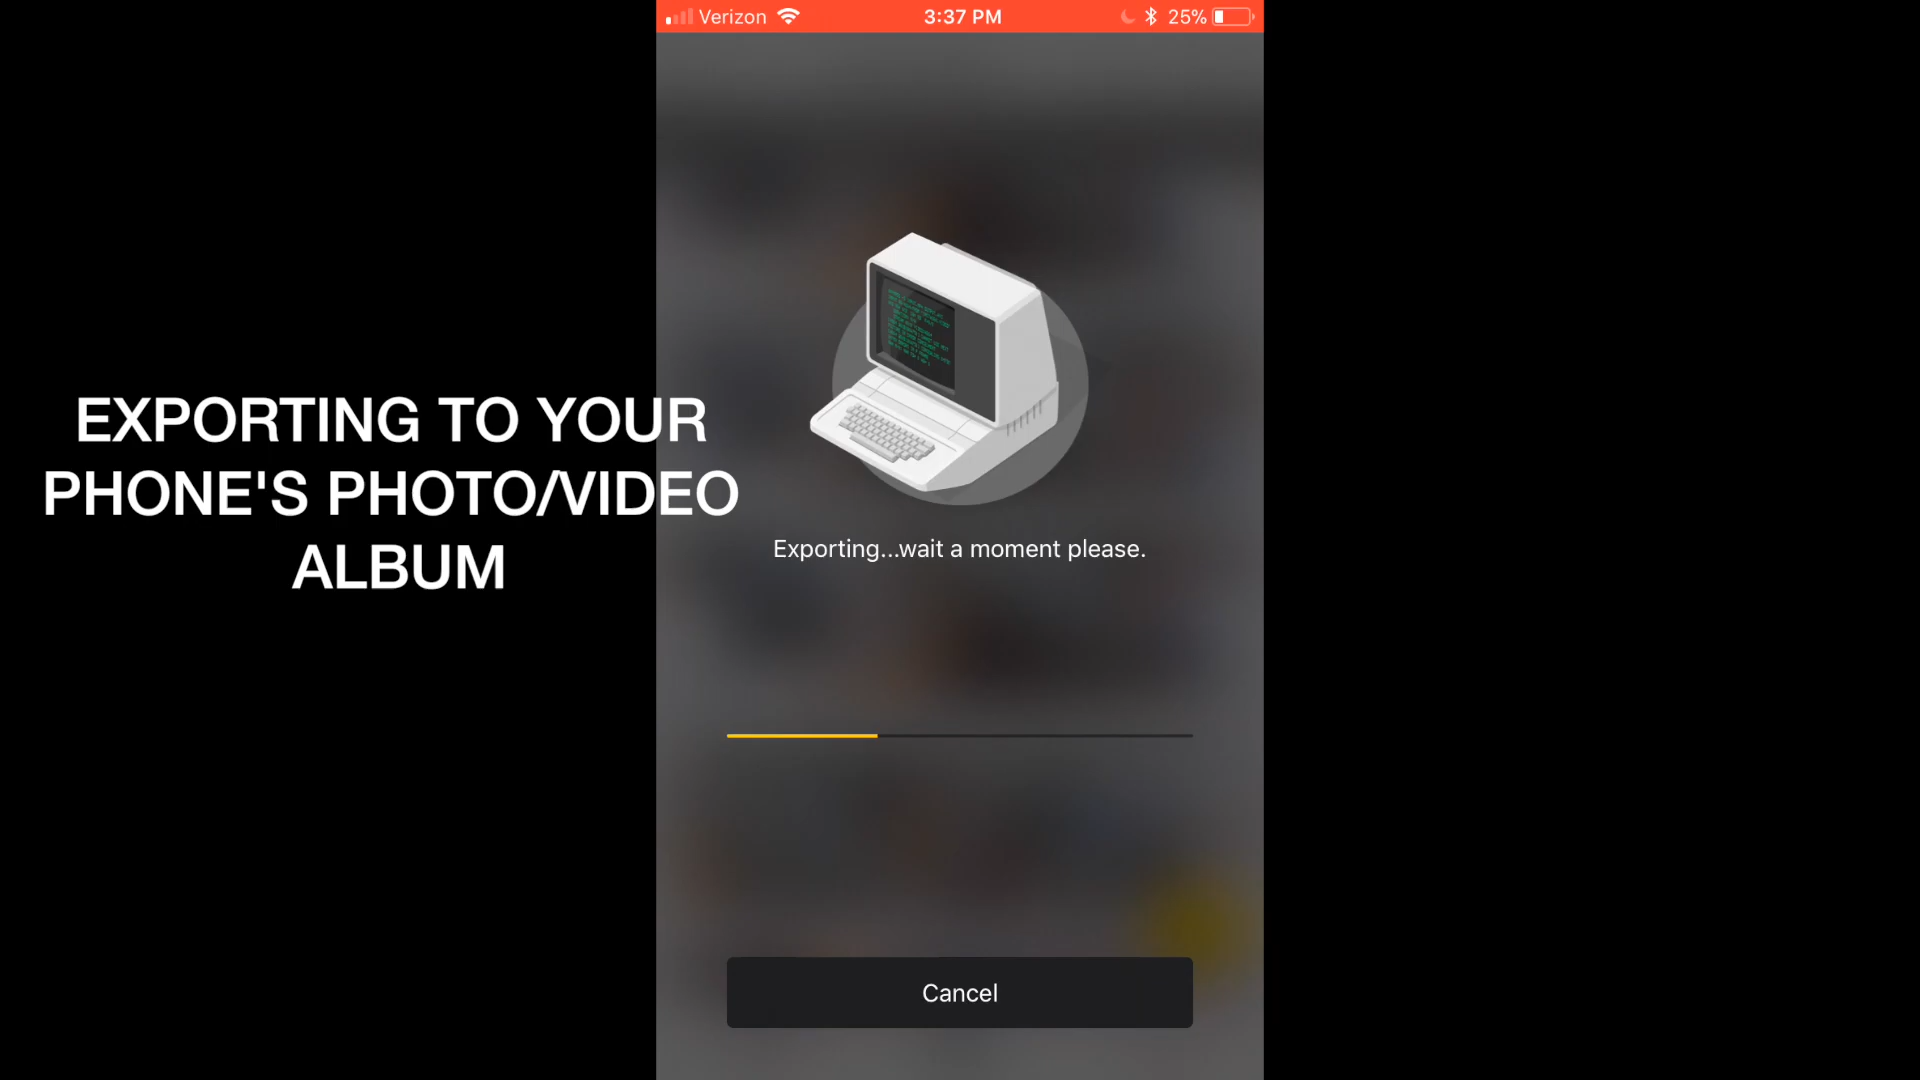 Verizon 3:37 PM 25%
EXPORTING TO YOUR
PHONE'S PHOTO/VIDEO
ALBUM
Exporting...wait a moment please.
Cancel